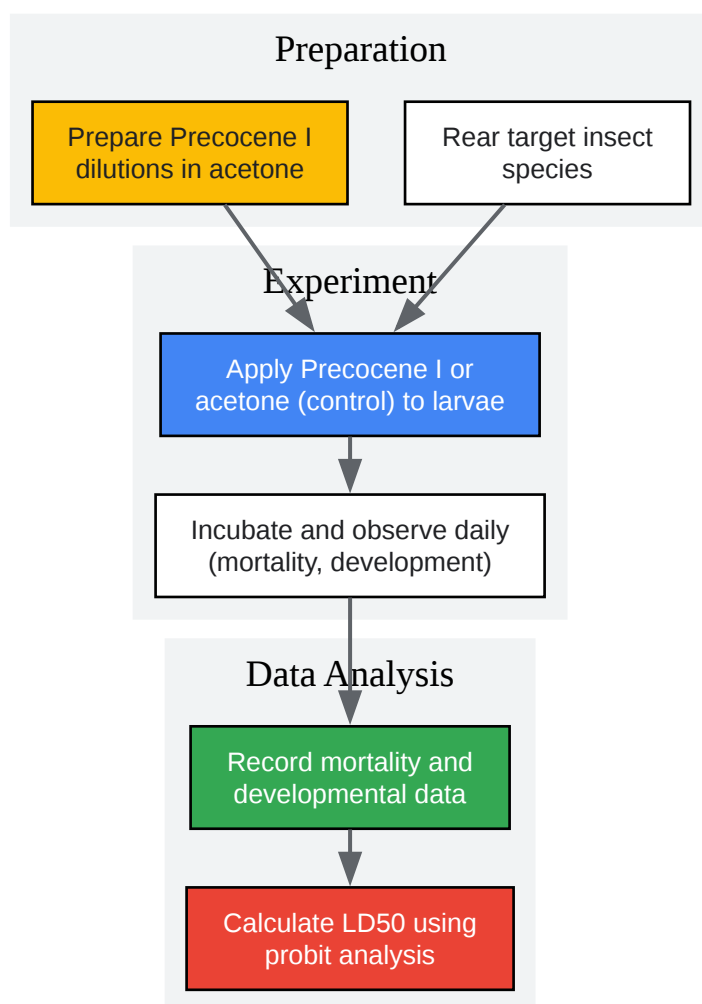 Preparation
Prepare Precocene I
dilutions in acetone
Rear target insect
species
Experiment
Apply Precocene I or
acetone (control) to larvae
Incubate and observe daily
(mortality, development)
Data Analysis
Record mortality and
developmental data
Calculate LD50 using
probit analysis